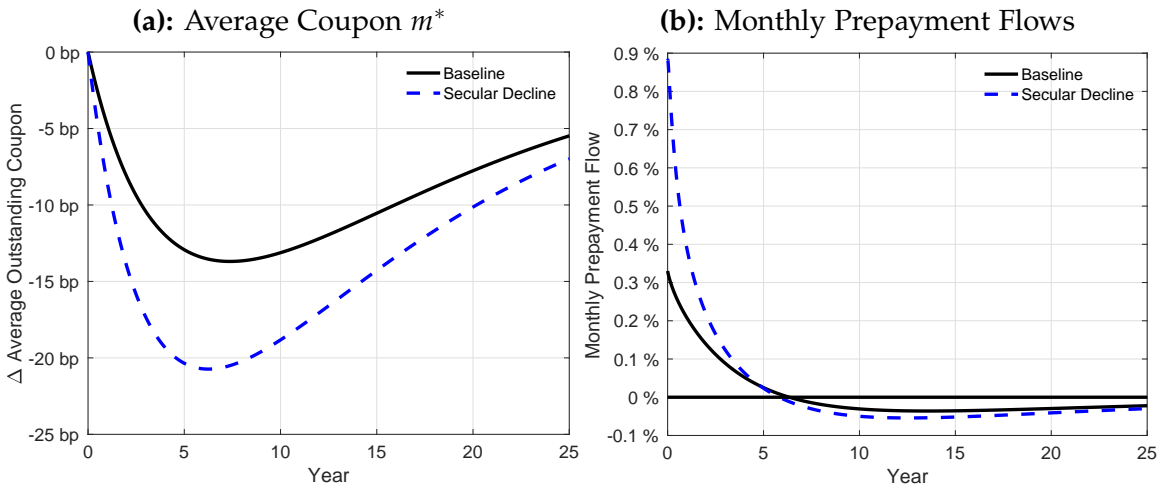 (a): Average Coupon m*
0 bp
-5 bp
-10 bp
-15 bp
-20 bp
-25 bp
Δ Average Outstanding Coupon
Baseline
Secular Decline
0 5 10 15 20 25
Year
(b): Monthly Prepayment Flows
0.9 %
0.8 %
0.7 %
0.6 %
0.5 %
0.4 %
0.3 %
0.2 %
0.1 %
0 %
-0.1 %
Monthly Prepayment Flow
Baseline
Secular Decline
0 5 10 15 20 25
Year